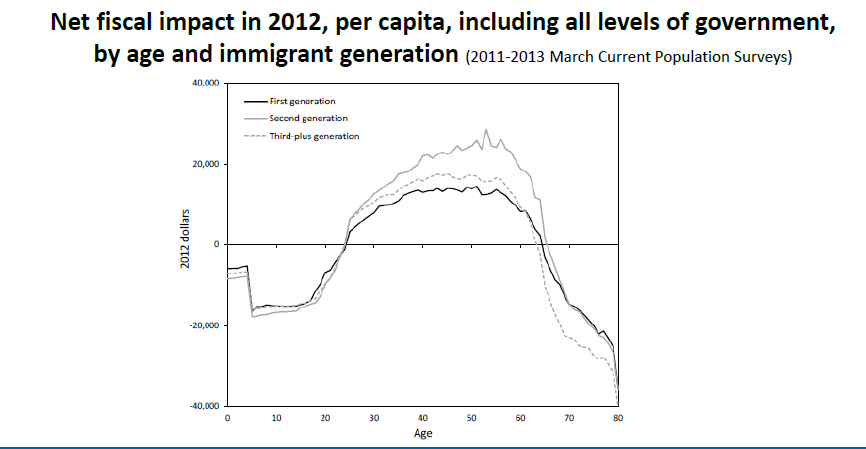 Net fiscal impact in 2012, per capita, including all levels of government,
by age and immigrant generation (2011-2013 March Current Population Surveys)
40,000
First generation
Second generation
Third-plus generation
20,000
2012 dollars
0
-20,000
-40,000
0 10 20 30 40 50 60 70 80
Age